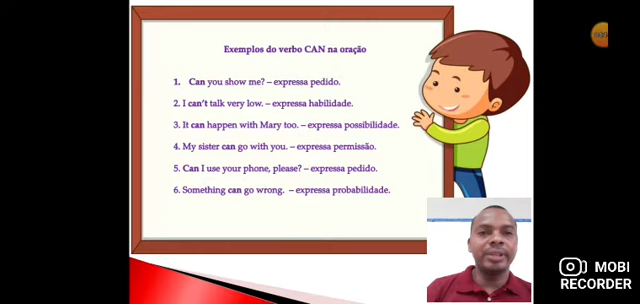 Exemplos do verbo CAN na oração
1. Can you show me? – expressa pedido.
2. I can't talk very low. – expressa habilidade.
3. It can happen with Mary too. – expressa possibilidade.
4. My sister can go with you. – expressa permissão.
5. Can I use your phone, please? – expressa pedido.
6. Something can go wrong. – expressa probabilidade.
MOBI
RECORDER